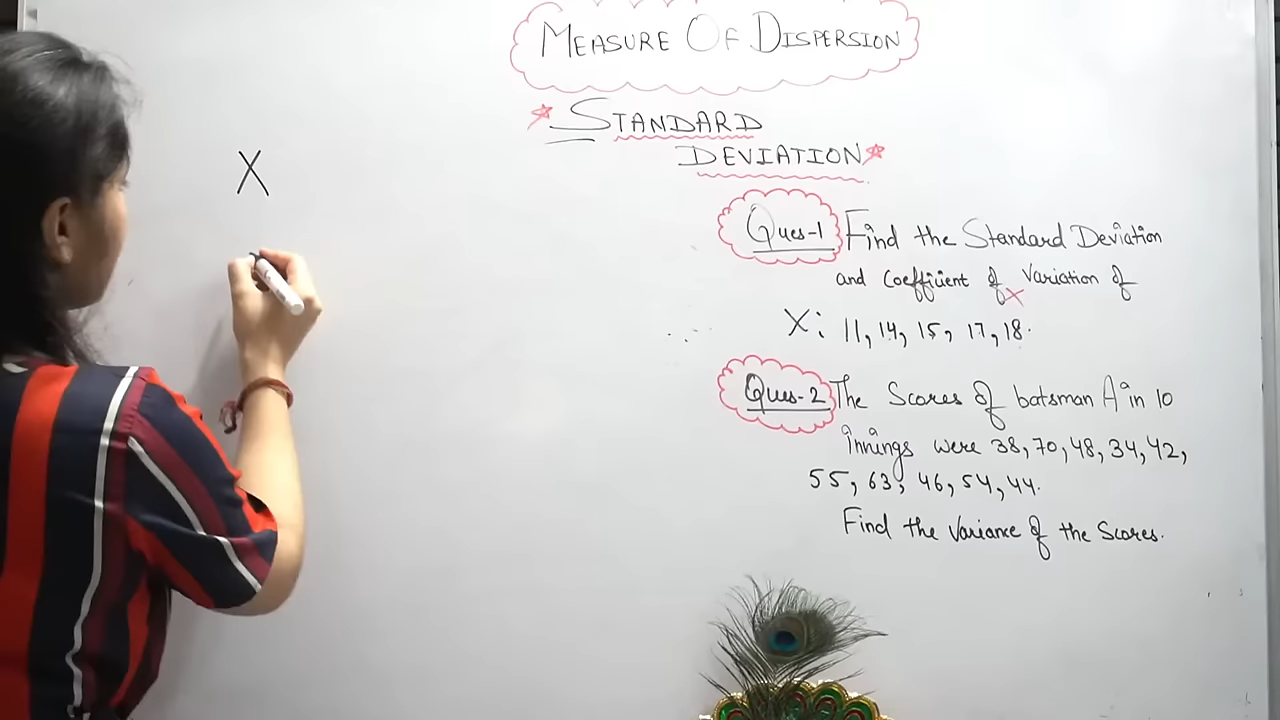 MEASURE OF DISPERSION
STANDARD
DEVIATION
X
Ques-1 Find the Standard Deviation
and Coefficient of Variation of
X
X: 11, 14, 15, 17, 18.
Ques-2 The Scores of batsman A in 10
innings were 38, 70, 48, 34, 42,
55, 63, 46, 54, 44.
Find the Variance of the Scores.